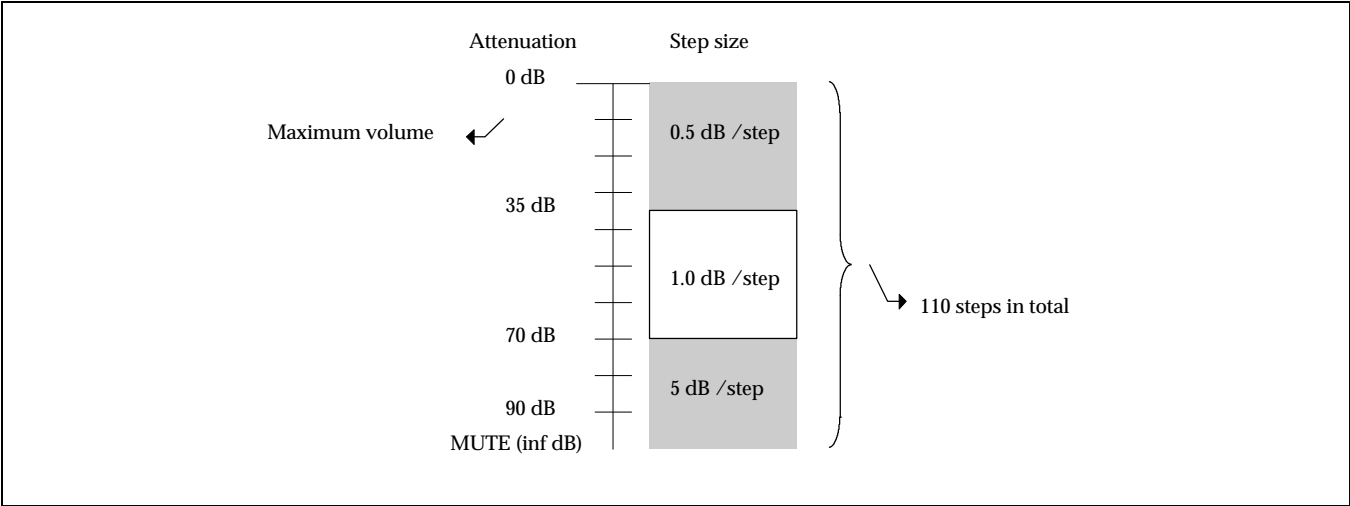 Attenuation Step size
0 dB
Maximum volume 0.5 dB /step
35 dB
1.0 dB /step
110 steps in total
70 dB
5 dB /step
90 dB
MUTE (inf dB)